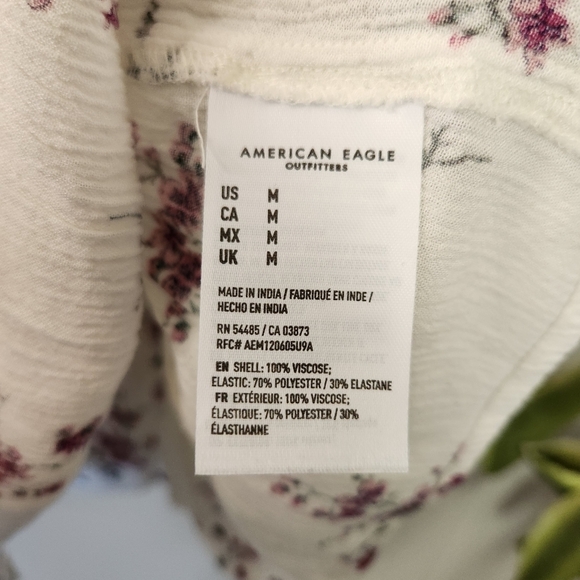 AMERICAN EAGLE
OUTFITTERS
US M
CA M
MX M
UK M
MADE IN INDIA / FABRIQUÉ EN INDE /
HECHO EN INDIA
RN 54485 / CA 03873
RFC# AEM120605U9A
EN SHELL: 100% VISCOSE;
ELASTIC: 70% POLYESTER / 30% ELASTANE
FR EXTÉRIEUR: 100% VISCOSE;
ÉLASTIQUE: 70% POLYESTER / 30%
ÉLASTHANNE